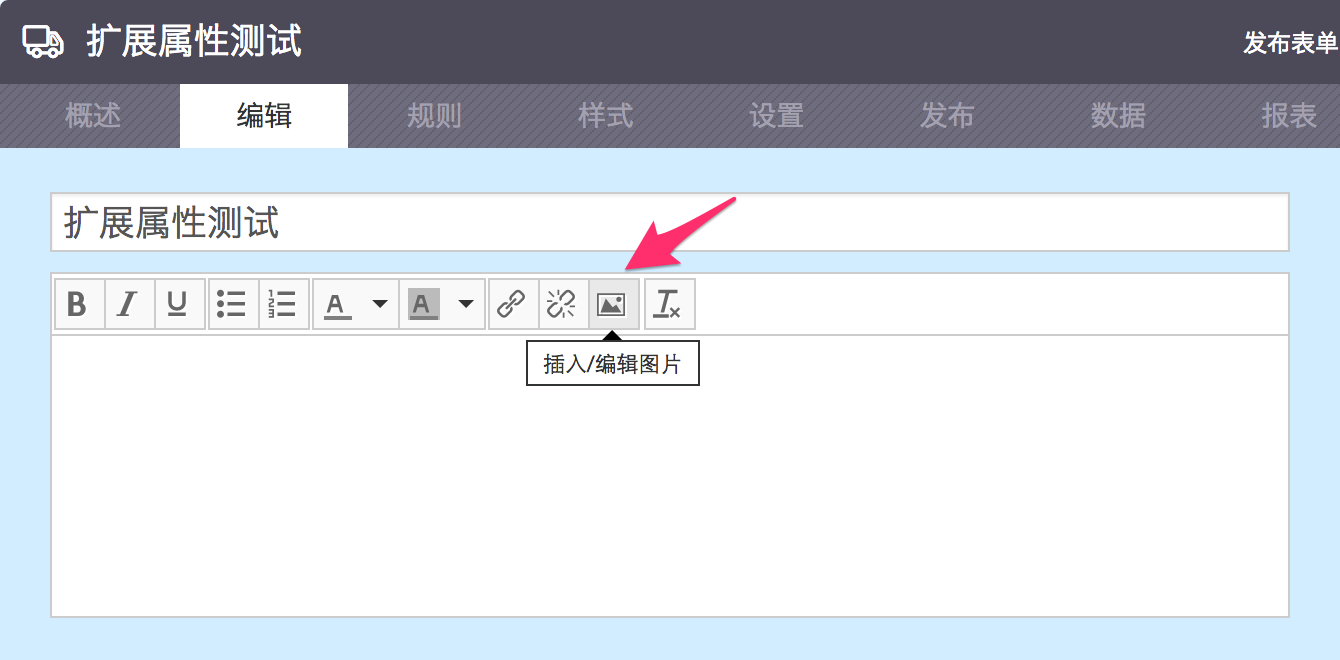 扩展属性测试
发布表单
概述 编辑 规则 样式 设置 发布 数据 报表
扩展属性测试
B I U A A
插入/编辑图片